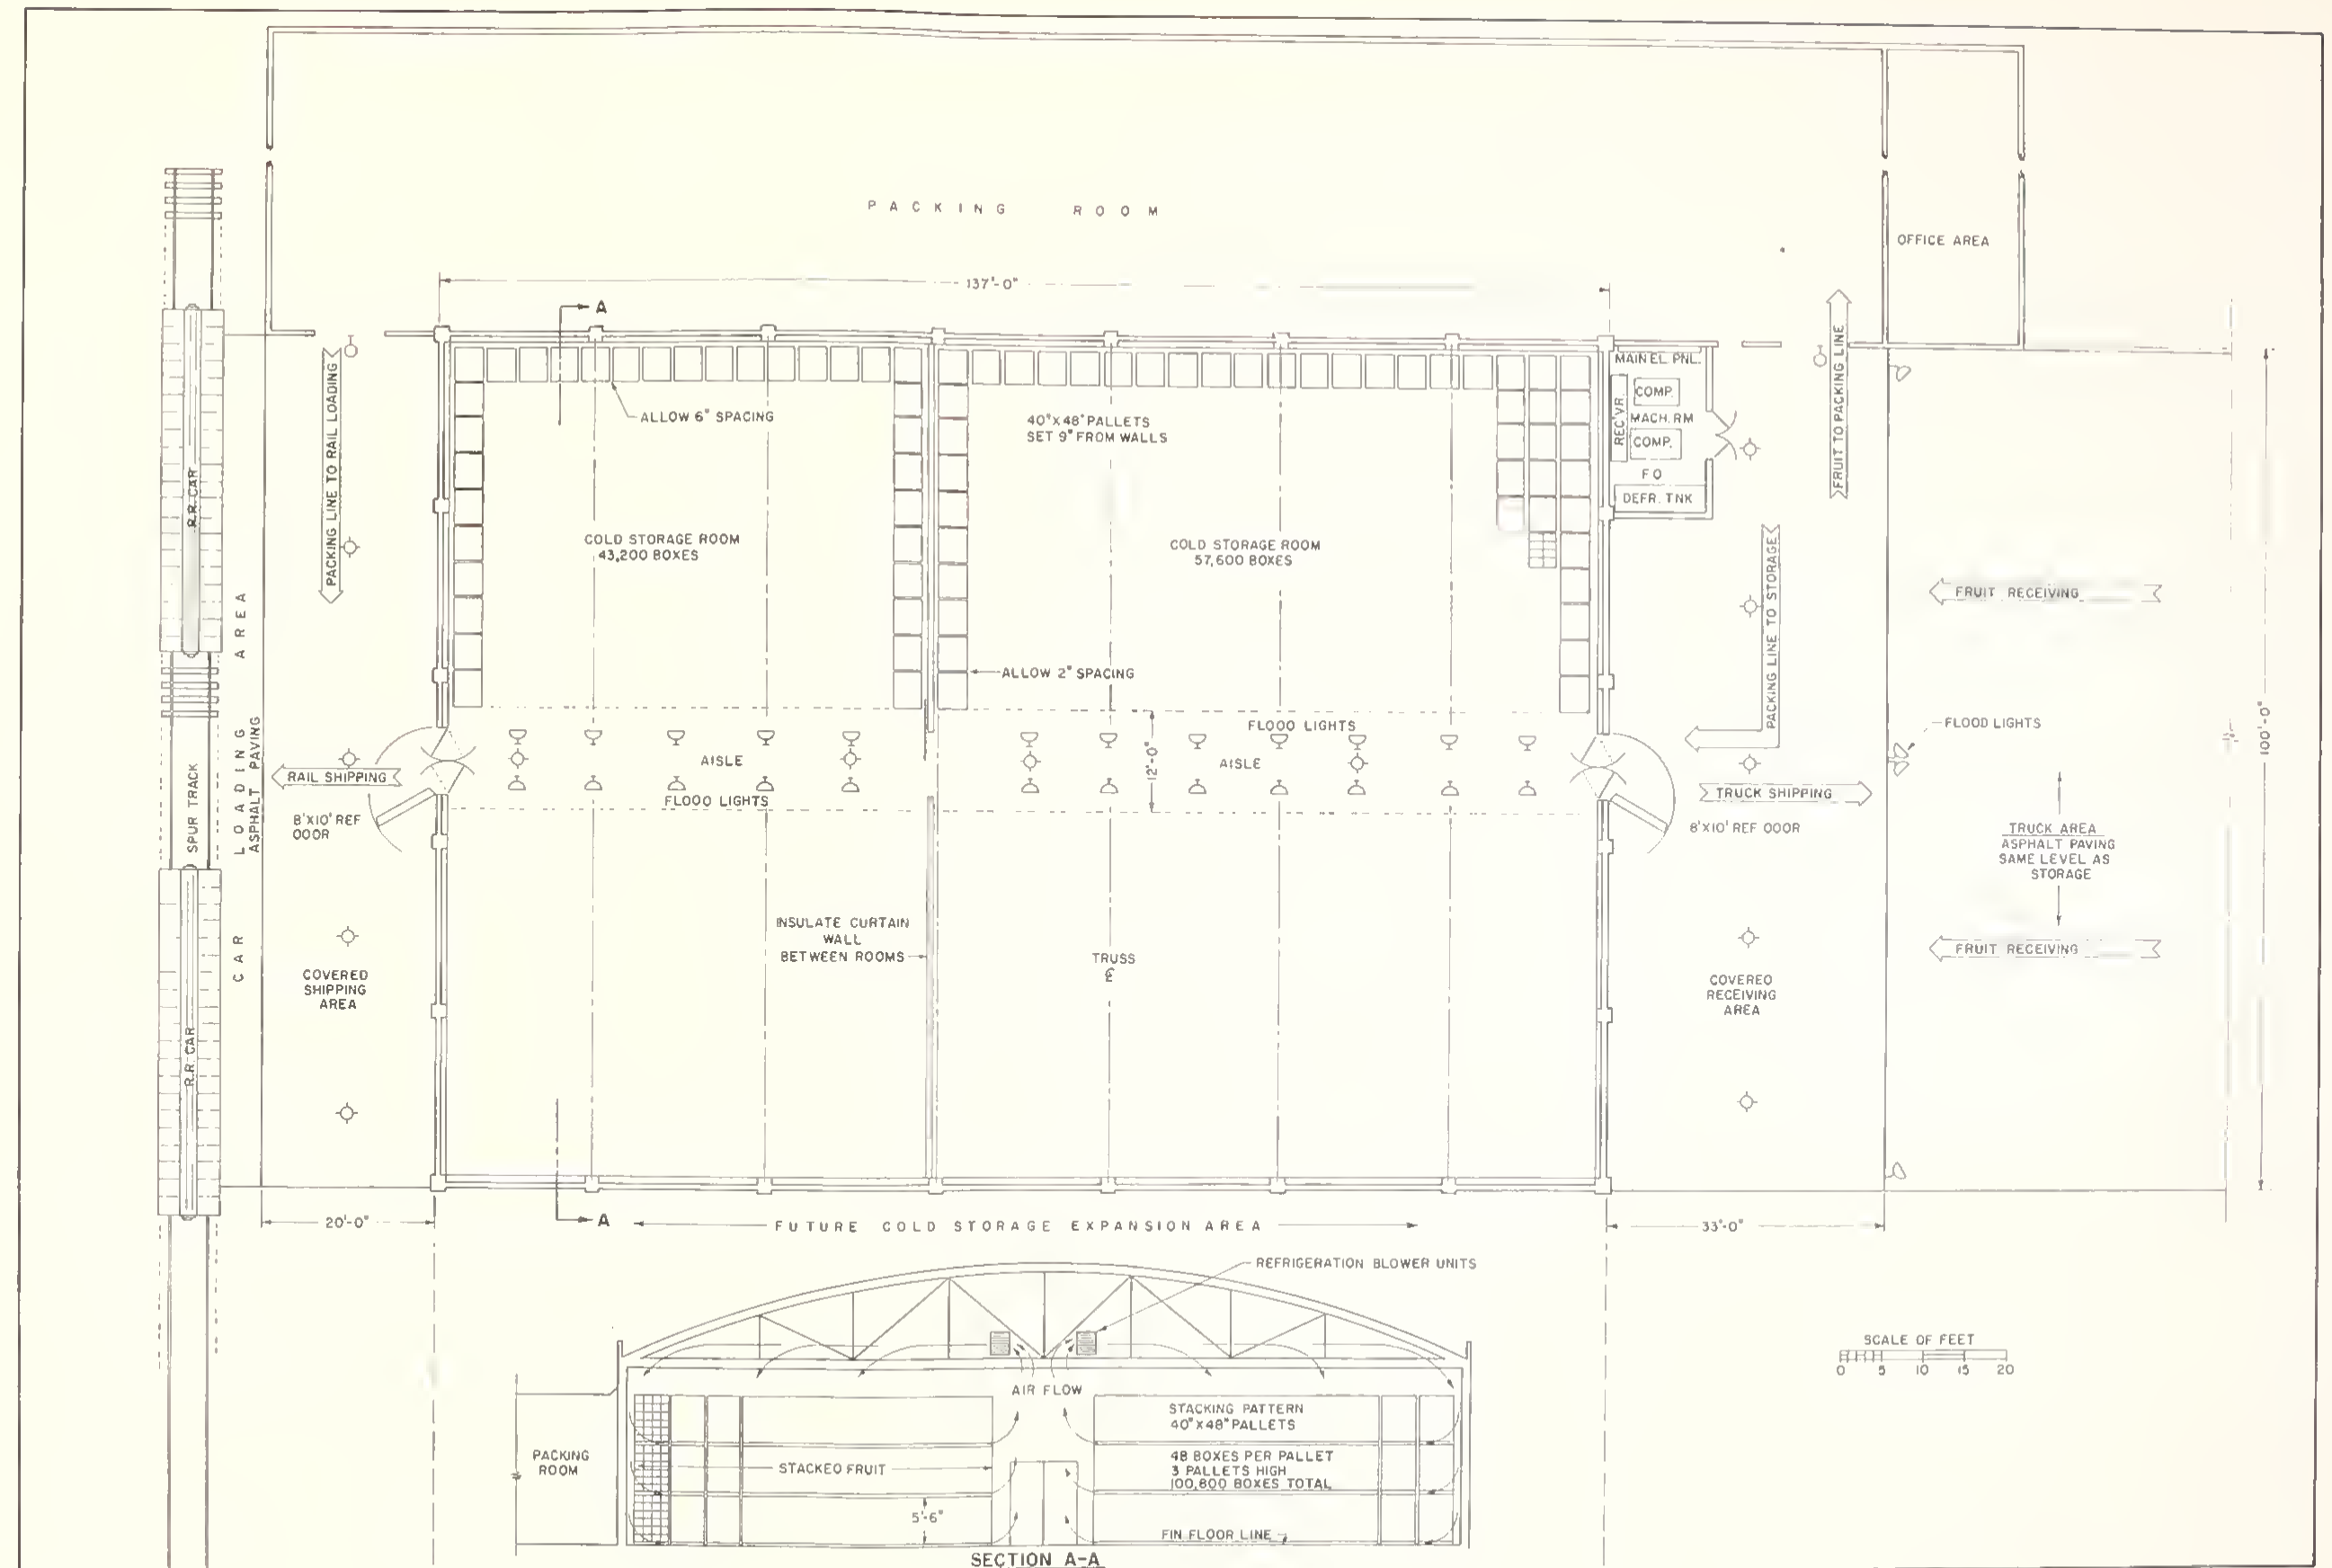 PACKING ROOM
OFFICE AREA
137'-0"
A
PACKING LINE TO RAIL LOADING
R.R. CAR
ALLOW 6" SPACING
40"X48" PALLETS
SET 9" FROM WALLS
MAIN EL PNL.
COMP.
REC'VR.
MACH. RM
COMP.
F O
DEFR. TNK
FRUIT TO PACKING LINE
COLD STORAGE ROOM
43,200 BOXES
COLD STORAGE ROOM
57,600 BOXES
PACKING LINE TO STORAGE
FRUIT RECEIVING
ALLOW 2" SPACING
CAR LOADING AREA
ASPHALT PAVING
SPUR TRACK
FLOOD LIGHTS
FLOOD LIGHTS
100'-0"
AISLE
12'-0"
AISLE
RAIL SHIPPING
FLOOD LIGHTS
TRUCK SHIPPING
8'X10' REF
DOOR
8'X10' REF DOOR
TRUCK AREA
ASPHALT PAVING
SAME LEVEL AS
STORAGE
INSULATE CURTAIN
WALL
BETWEEN ROOMS
TRUSS
℄
FRUIT RECEIVING
COVERED
SHIPPING
AREA
COVERED
RECEIVING
AREA
R.R. CAR
20'-0"
A
FUTURE COLD STORAGE EXPANSION AREA
33'-0"
REFRIGERATION BLOWER UNITS
SCALE OF FEET
0 5 10 15 20
AIR FLOW
STACKING PATTERN
40"X48" PALLETS
PACKING
ROOM
STACKED FRUIT
48 BOXES PER PALLET
3 PALLETS HIGH
100,800 BOXES TOTAL
5'-6"
FIN FLOOR LINE
SECTION A-A